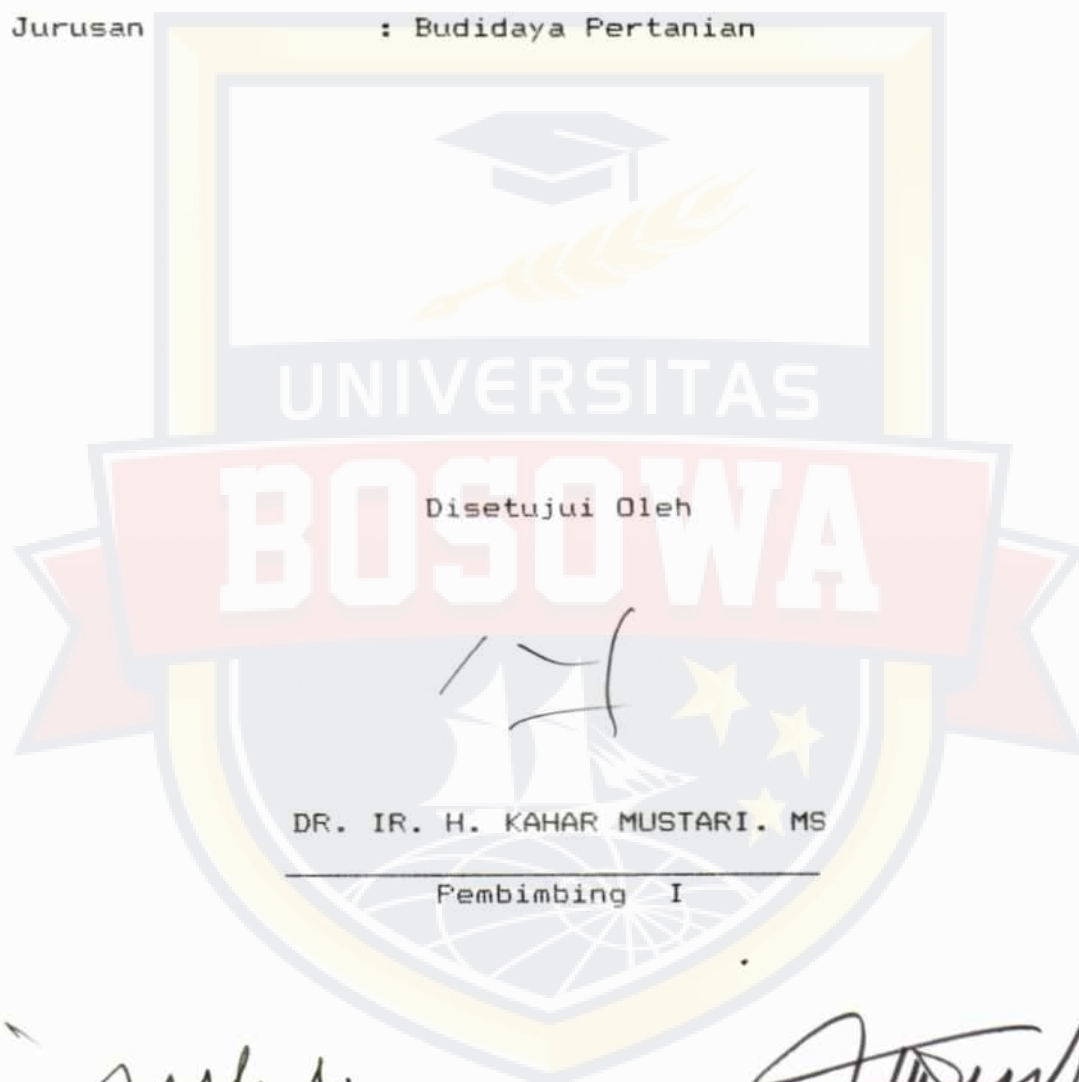 Jurusan : Budidaya Pertanian
UNIVERSITAS
BOSOWA
Disetujui Oleh
DR. IR. H. KAHAR MUSTARI. MS
Pembimbing I